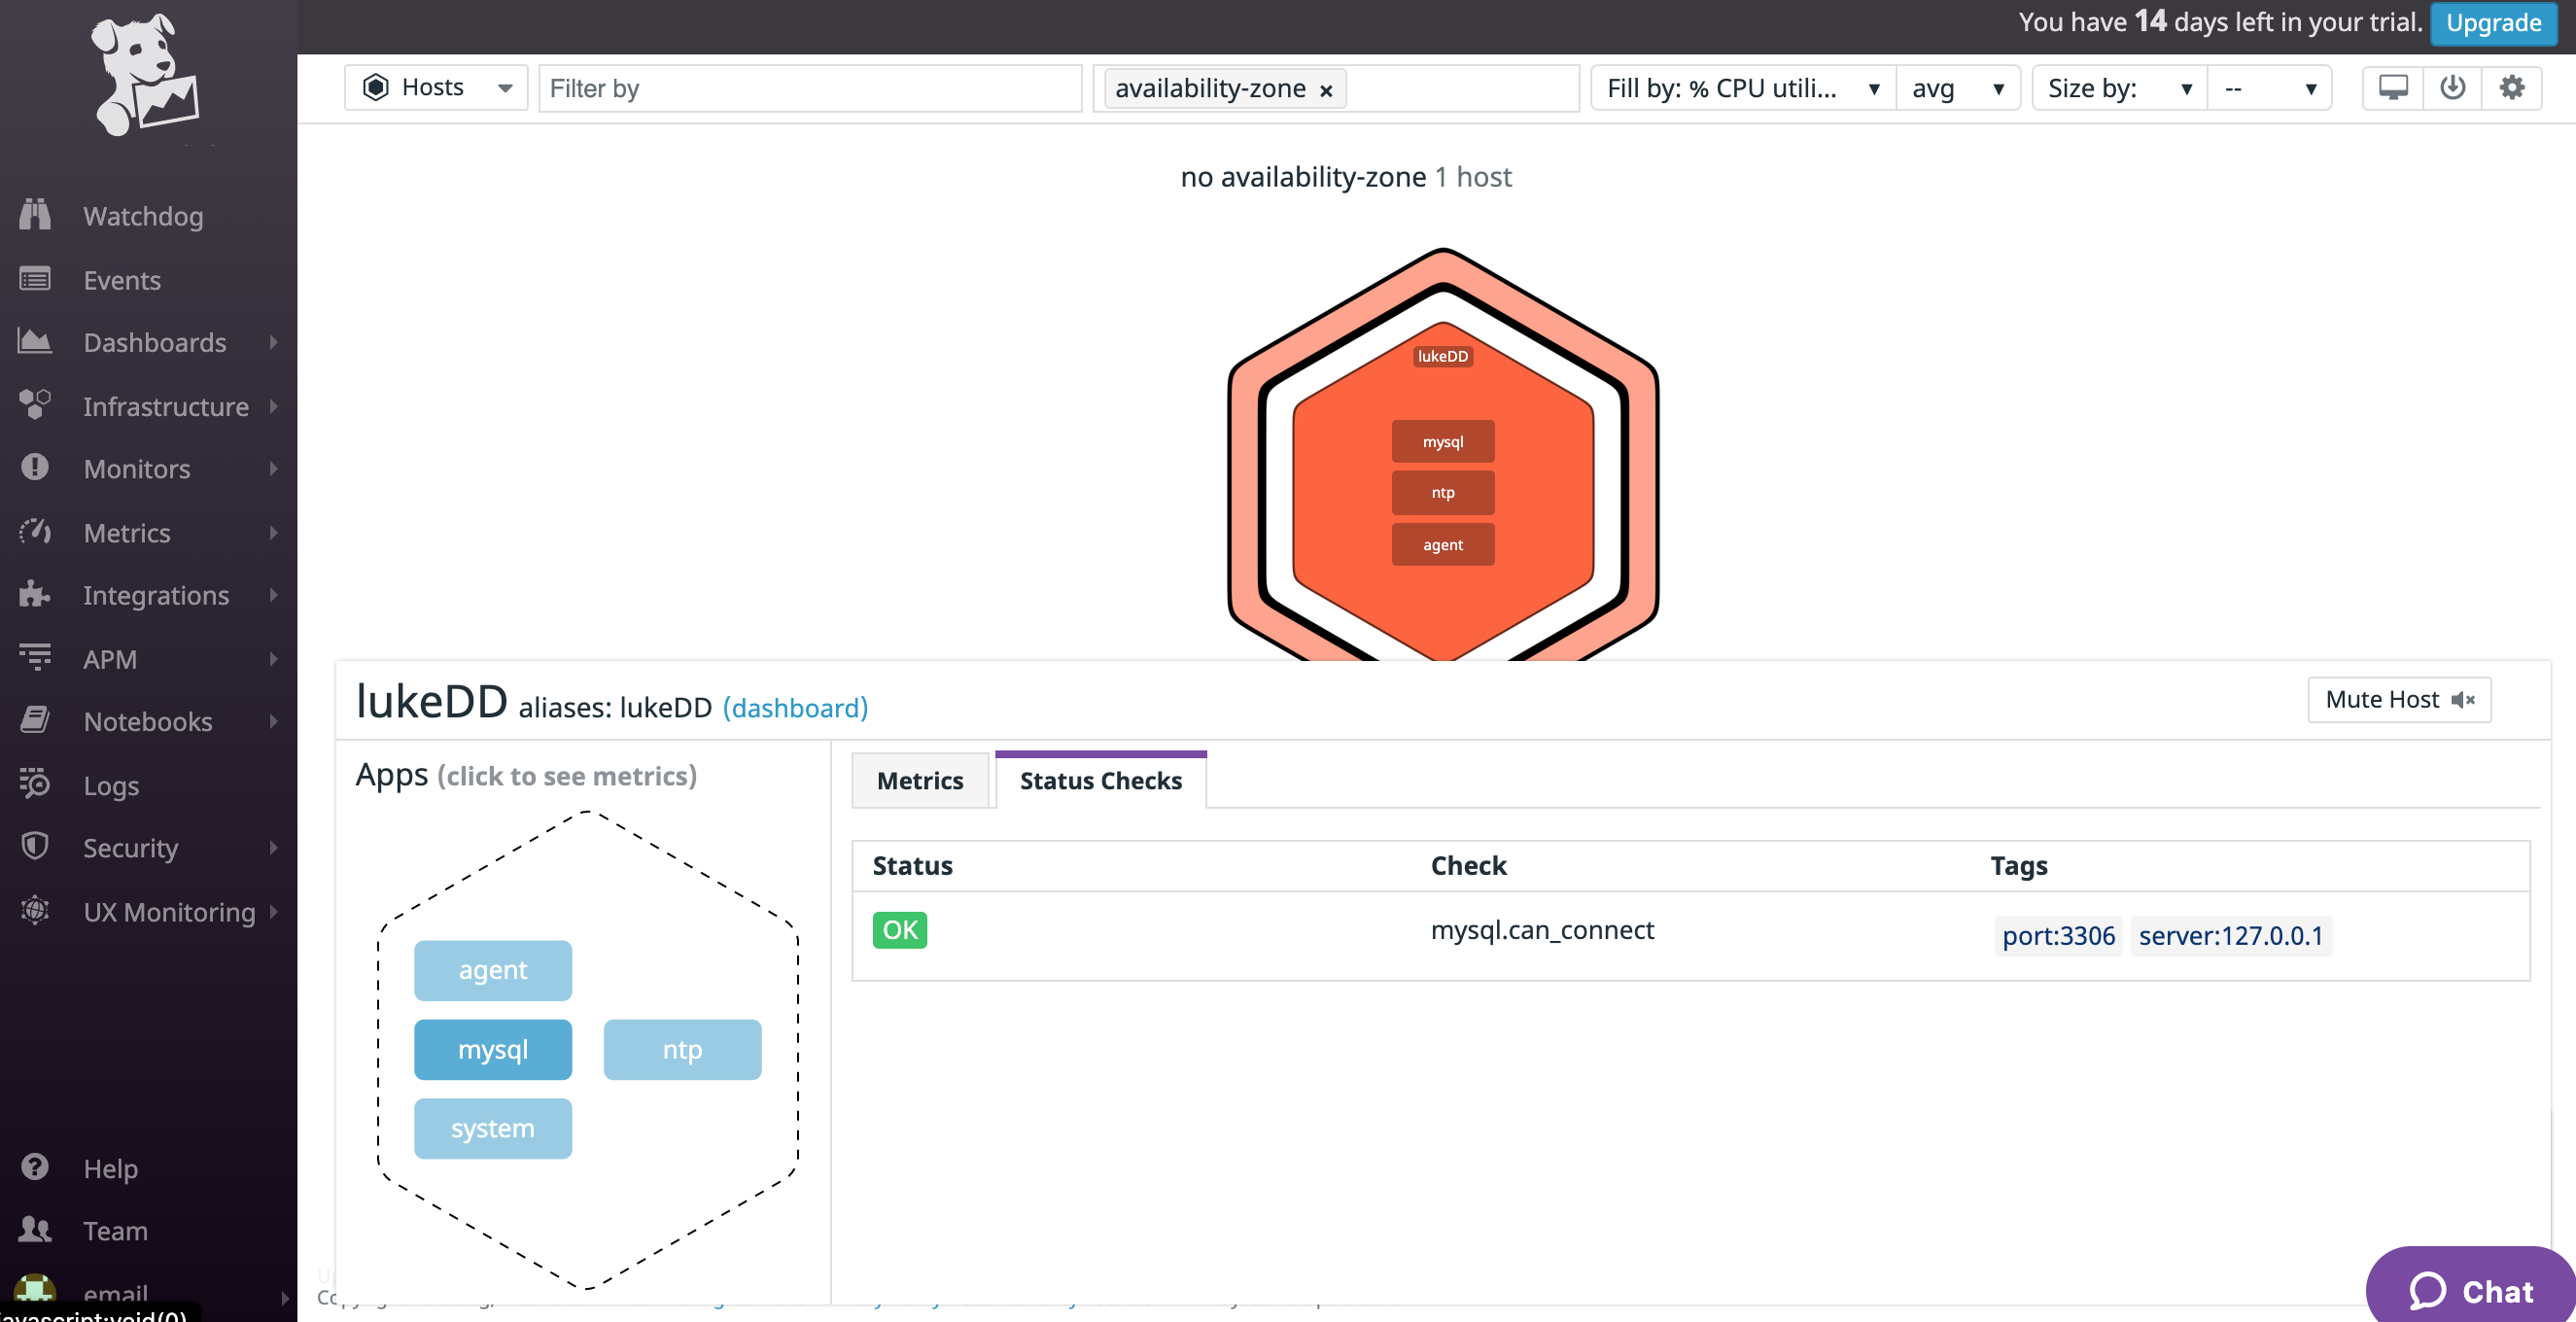 You have 14 days left in your trial. Upgrade
Hosts
Filter by
availability-zone ×
Fill by: % CPU utili...
avg
Size by:
--
Watchdog
Events
Dashboards
Infrastructure
Monitors
Metrics
Integrations
APM
Notebooks
Logs
Security
UX Monitoring
Help
Team
email
javascript:void(0)
no availability-zone 1 host
lukeDD
mysql
ntp
agent
lukeDD aliases: lukeDD (dashboard)
Mute Host
Apps (click to see metrics)
agent
mysql
ntp
system
Metrics
Status Checks
Status Check Tags
OK mysql.can_connect port:3306 server:127.0.0.1
Chat